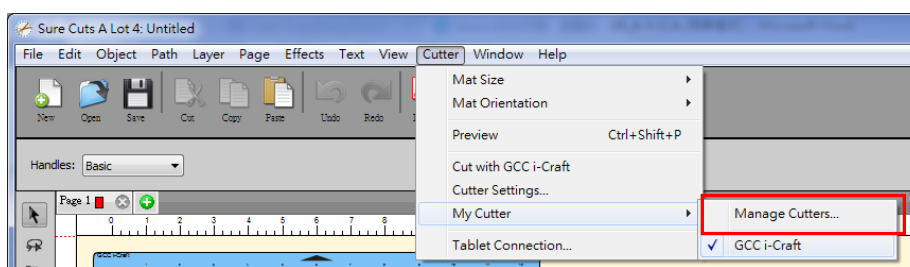 Sure Cuts A Lot 4: Untitled
File Edit Object Path Layer Page Effects Text View Cutter Window Help
New Open Save Cut Copy Paste Undo Redo
Mat Size
Mat Orientation
Preview Ctrl+Shift+P
Handles: Basic
Cut with GCC i-Craft
Cutter Settings...
Page 1
My Cutter
Manage Cutters...
0 1 2 3 4 5 6 7 8
Tablet Connection...
GCC i-Craft
GCC i-Craft